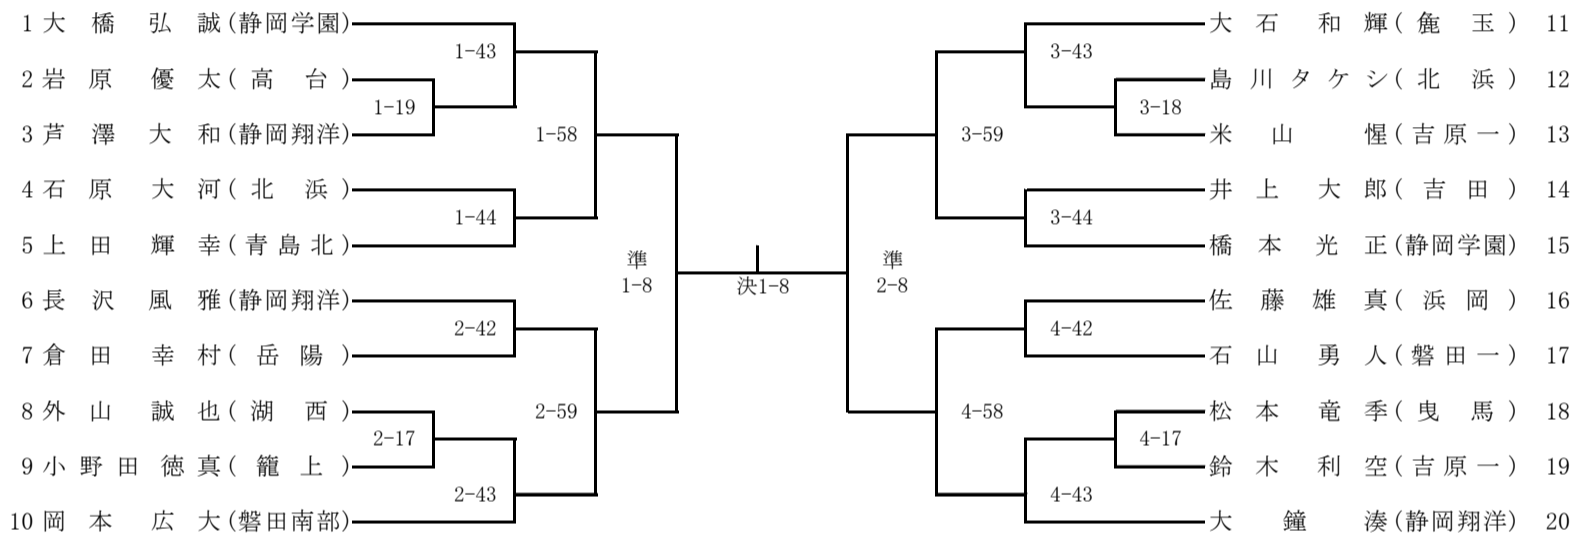 1 大橋 弘誠(静岡学園)
1-43
2 岩原 優太(高台)
1-19
3 芦澤 大和(静岡翔洋)
1-58
4 石原 大河(北浜)
1-44
5 上田 輝幸(青島北)
準
1-8
6 長沢 風雅(静岡翔洋)
2-42
7 倉田 幸村(岳陽)
2-59
8 外山 誠也(湖西)
2-17
9 小野田 徳真(籠上)
2-43
10 岡本 広大(磐田南部)
決1-8
大石 和輝(麁玉) 11
3-43
島川タケシ(北浜) 12
3-18
米山 惺(吉原一) 13
3-59
井上 大郎(吉田) 14
3-44
橋本 光正(静岡学園) 15
準
2-8
佐藤 雄真(浜岡) 16
4-42
石山 勇人(磐田一) 17
4-58
松本 竜季(曳馬) 18
4-17
鈴木 利空(吉原一) 19
4-43
大鐘 湊(静岡翔洋) 20